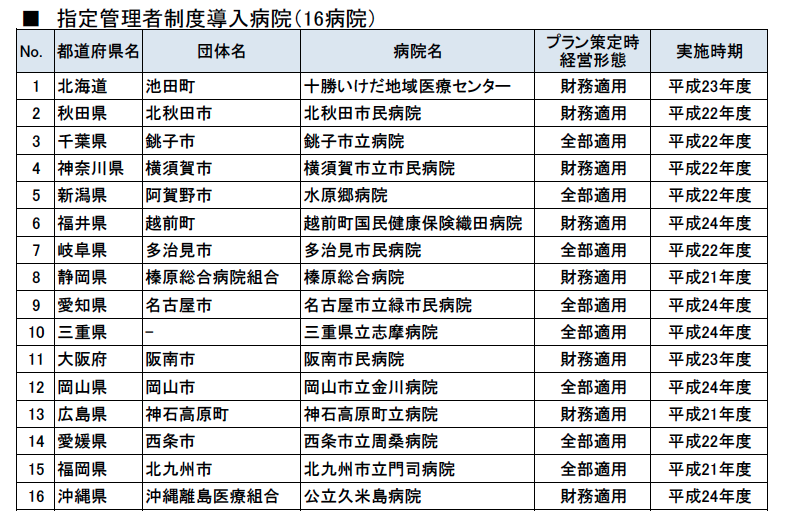 ■ 指定管理者制度導入病院（16病院）
No. 都道府県名 団体名 病院名 プラン策定時経営形態 実施時期
1 北海道 池田町 十勝いけだ地域医療センター 財務適用 平成23年度
2 秋田県 北秋田市 北秋田市民病院 財務適用 平成22年度
3 千葉県 銚子市 銚子市立病院 全部適用 平成22年度
4 神奈川県 横須賀市 横須賀市立市民病院 財務適用 平成22年度
5 新潟県 阿賀野市 水原郷病院 全部適用 平成22年度
6 福井県 越前町 越前町国民健康保険織田病院 財務適用 平成24年度
7 岐阜県 多治見市 多治見市民病院 全部適用 平成22年度
8 静岡県 榛原総合病院組合 榛原総合病院 財務適用 平成21年度
9 愛知県 名古屋市 名古屋市立緑市民病院 全部適用 平成24年度
10 三重県 - 三重県立志摩病院 全部適用 平成24年度
11 大阪府 阪南市 阪南市民病院 財務適用 平成23年度
12 岡山県 岡山市 岡山市立金川病院 全部適用 平成24年度
13 広島県 神石高原町 神石高原町立病院 財務適用 平成21年度
14 愛媛県 西条市 西条市立周桑病院 全部適用 平成22年度
15 福岡県 北九州市 北九州市立門司病院 全部適用 平成21年度
16 沖縄県 沖縄離島医療組合 公立久米島病院 財務適用 平成24年度